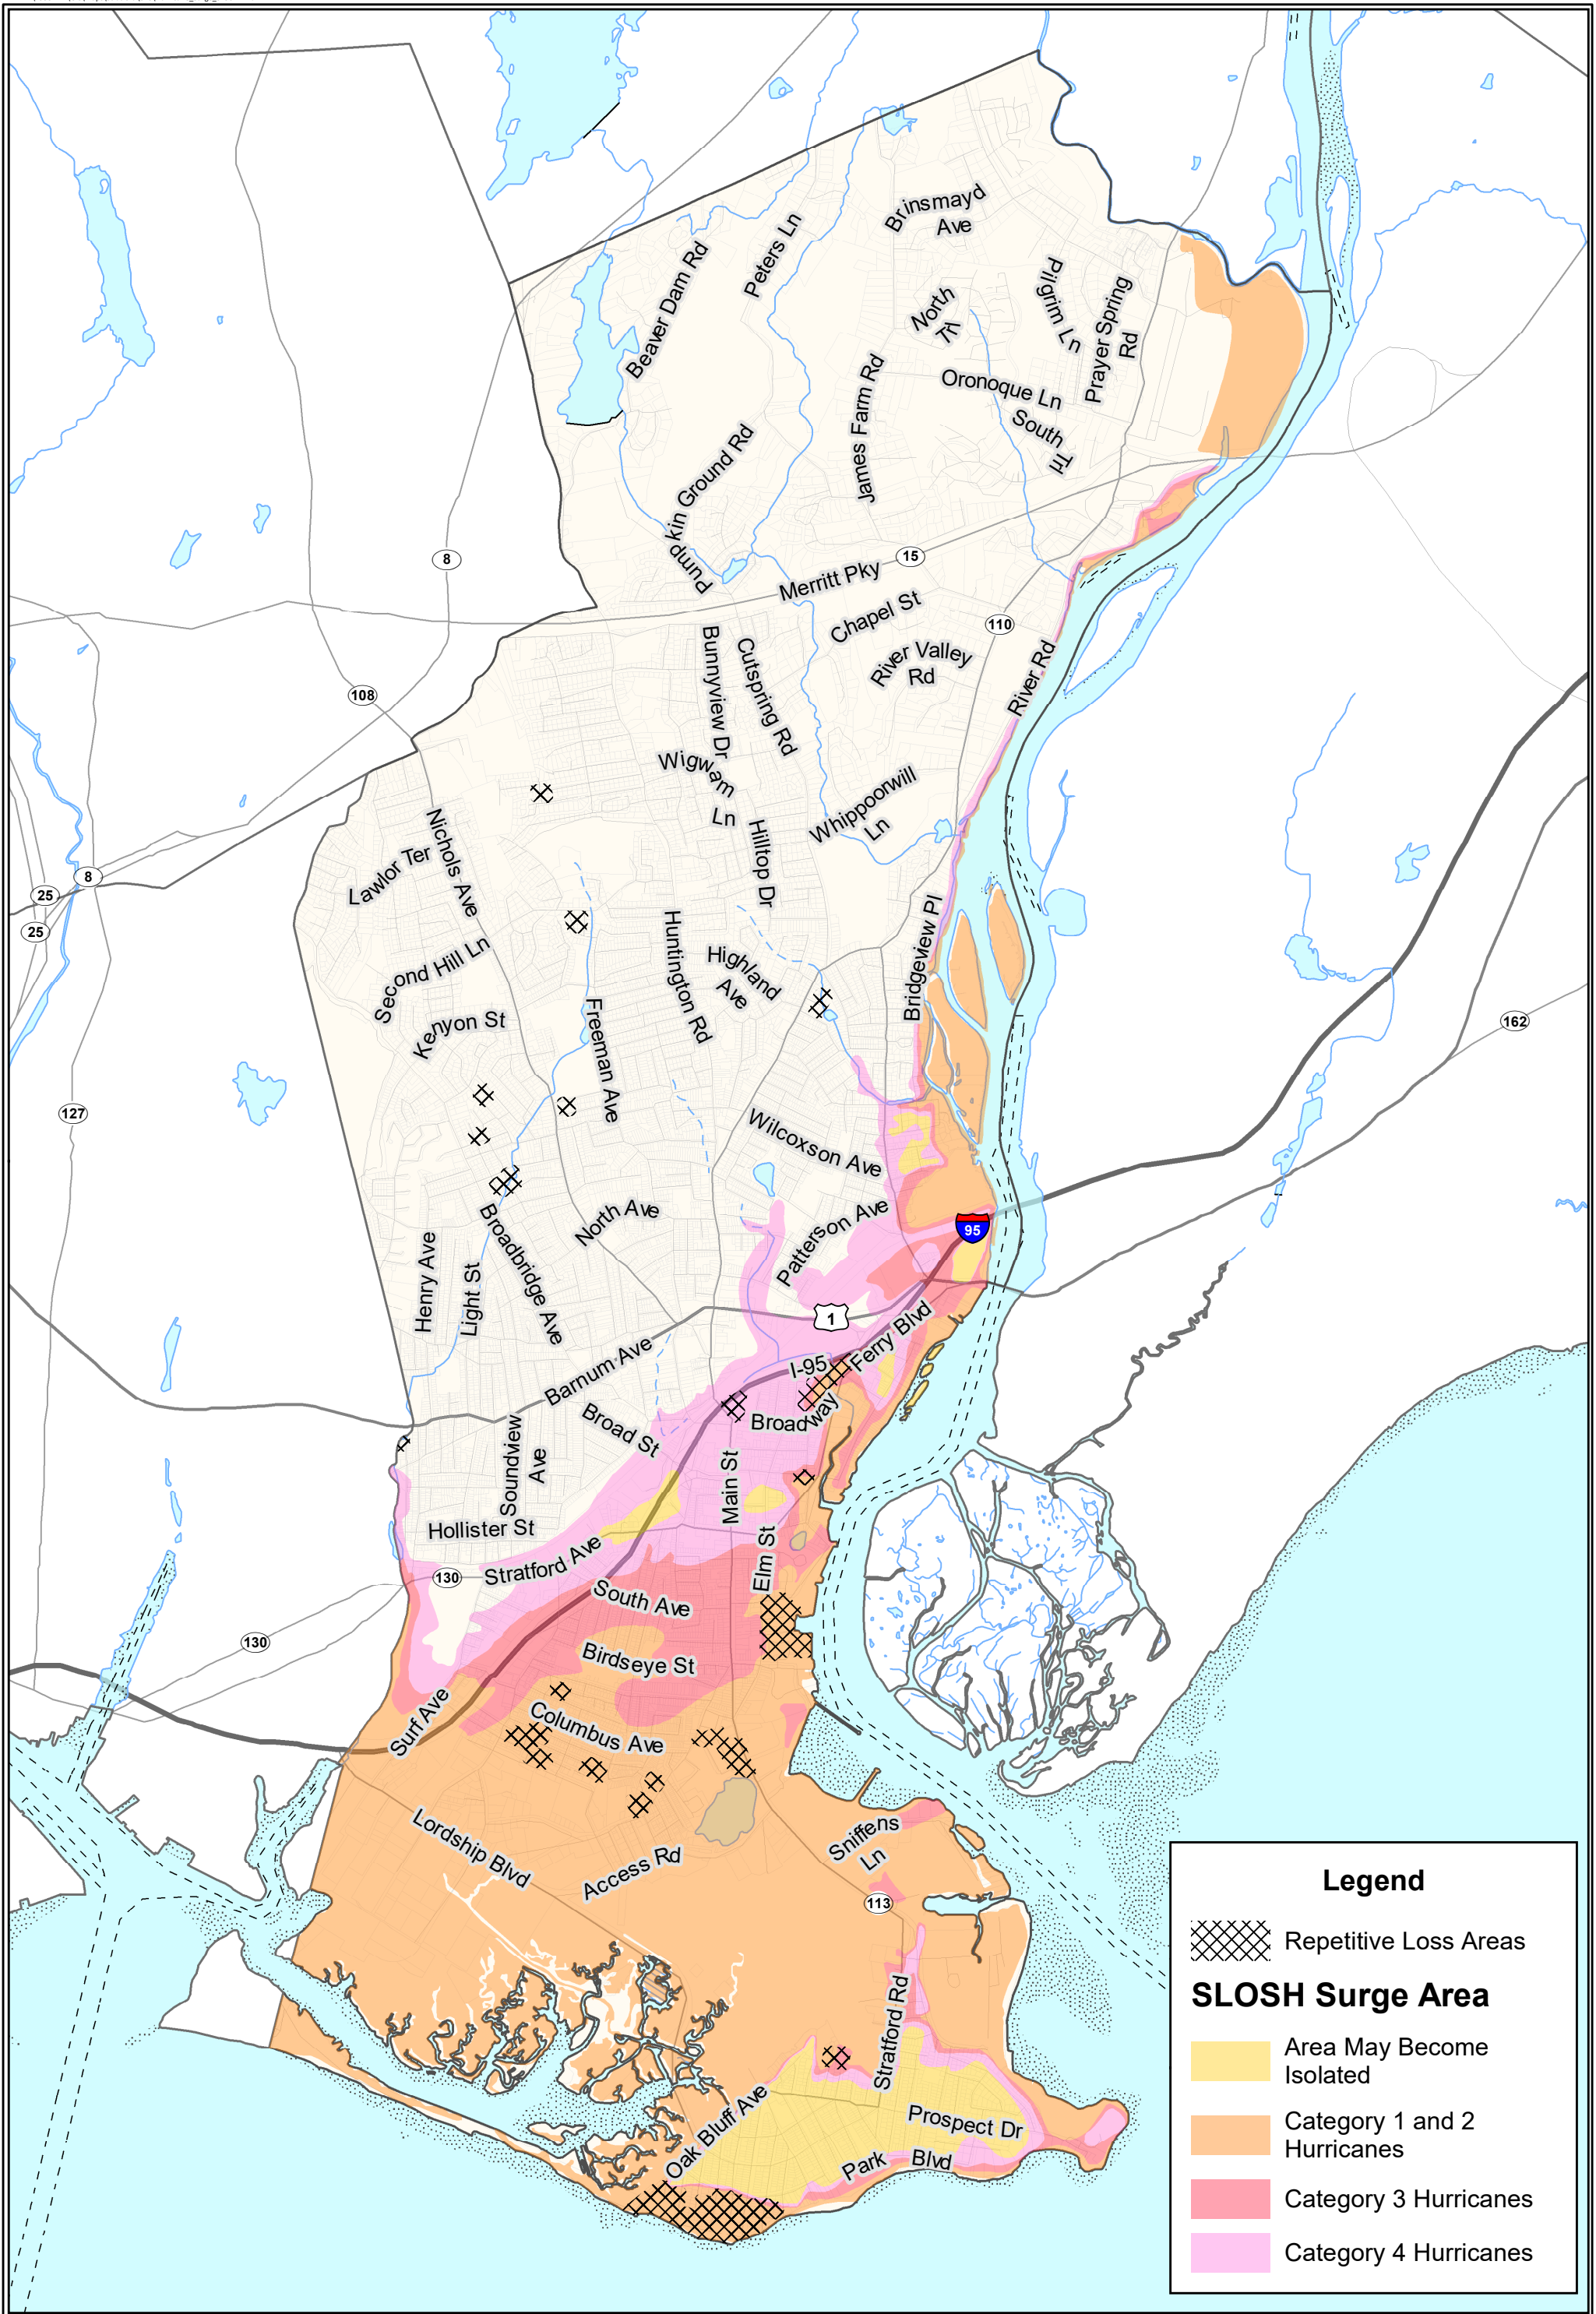 Brinsmayd
Ave
Peters Ln
Beaver Dam Rd
Pilgrim Ln
Prayer Spring
Rd
North
Trl
Oronoque Ln
James Farm Rd
South
Trl
Pumpkin Ground Rd
8
15
Merritt Pky
Chapel St
110
River Valley
Rd
River Rd
Bunnyview Dr
Cutspring Rd
108
Wigwam
Ln
Whippoorwill
Ln
Hilltop Dr
Nichols Ave
Lawlor Ter
8
25
25
Second Hill Ln
Huntington Rd
Highland
Ave
Bridgeview Pl
Kenyon St
Freeman Ave
162
127
Wilcoxson Ave
Patterson Ave
North Ave
95
Broadbridge Ave
Henry Ave
Light St
1
Ferry Blvd
I-95
Barnum Ave
Broadway
Broad St
Soundview
Ave
Main St
Hollister St
Stratford Ave
130
Elm St
South Ave
130
Birdseye St
Surf Ave
Columbus Ave
Lordship Blvd
Access Rd
Sniffens
Ln
113
Stratford Rd
Oak Bluff Ave
Prospect Dr
Park Blvd
Legend
Repetitive Loss Areas
SLOSH Surge Area
Area May Become
Isolated
Category 1 and 2
Hurricanes
Category 3 Hurricanes
Category 4 Hurricanes